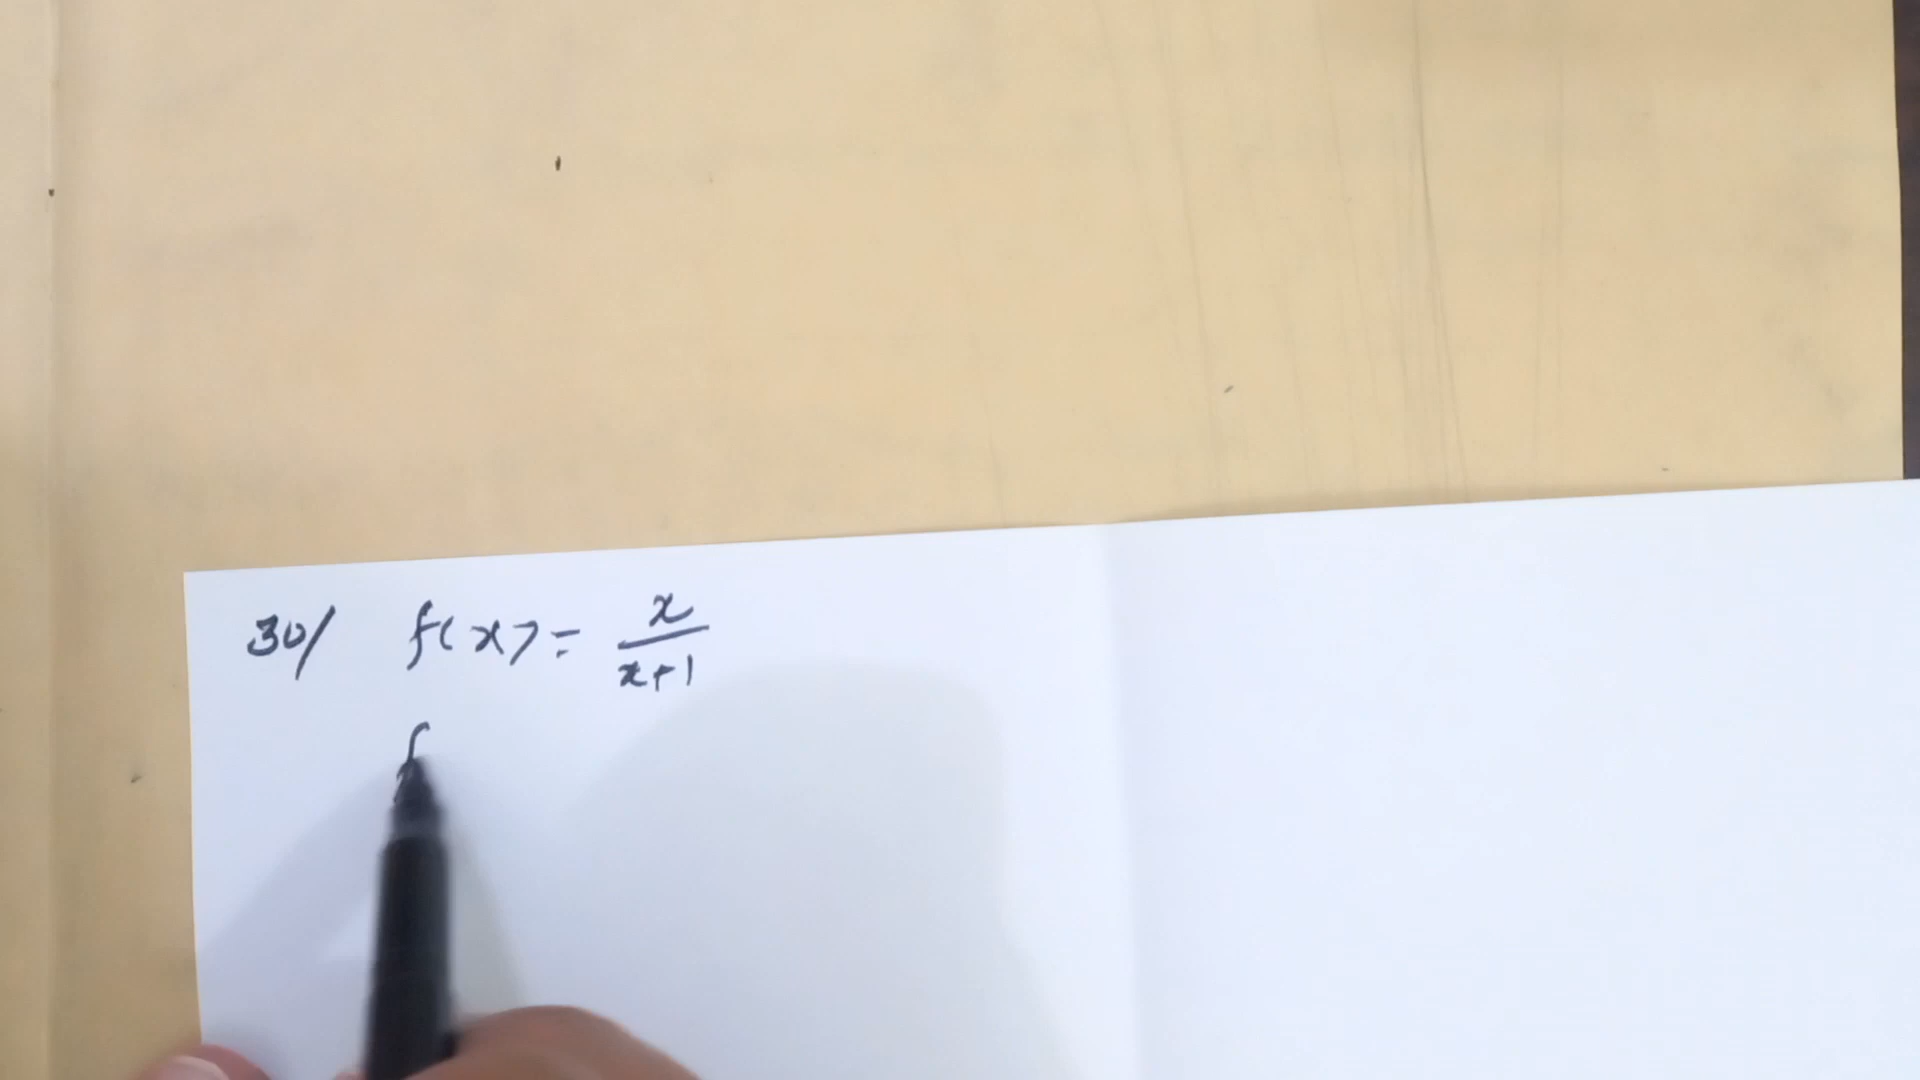 30/ f(x) = x/(x+1)
f